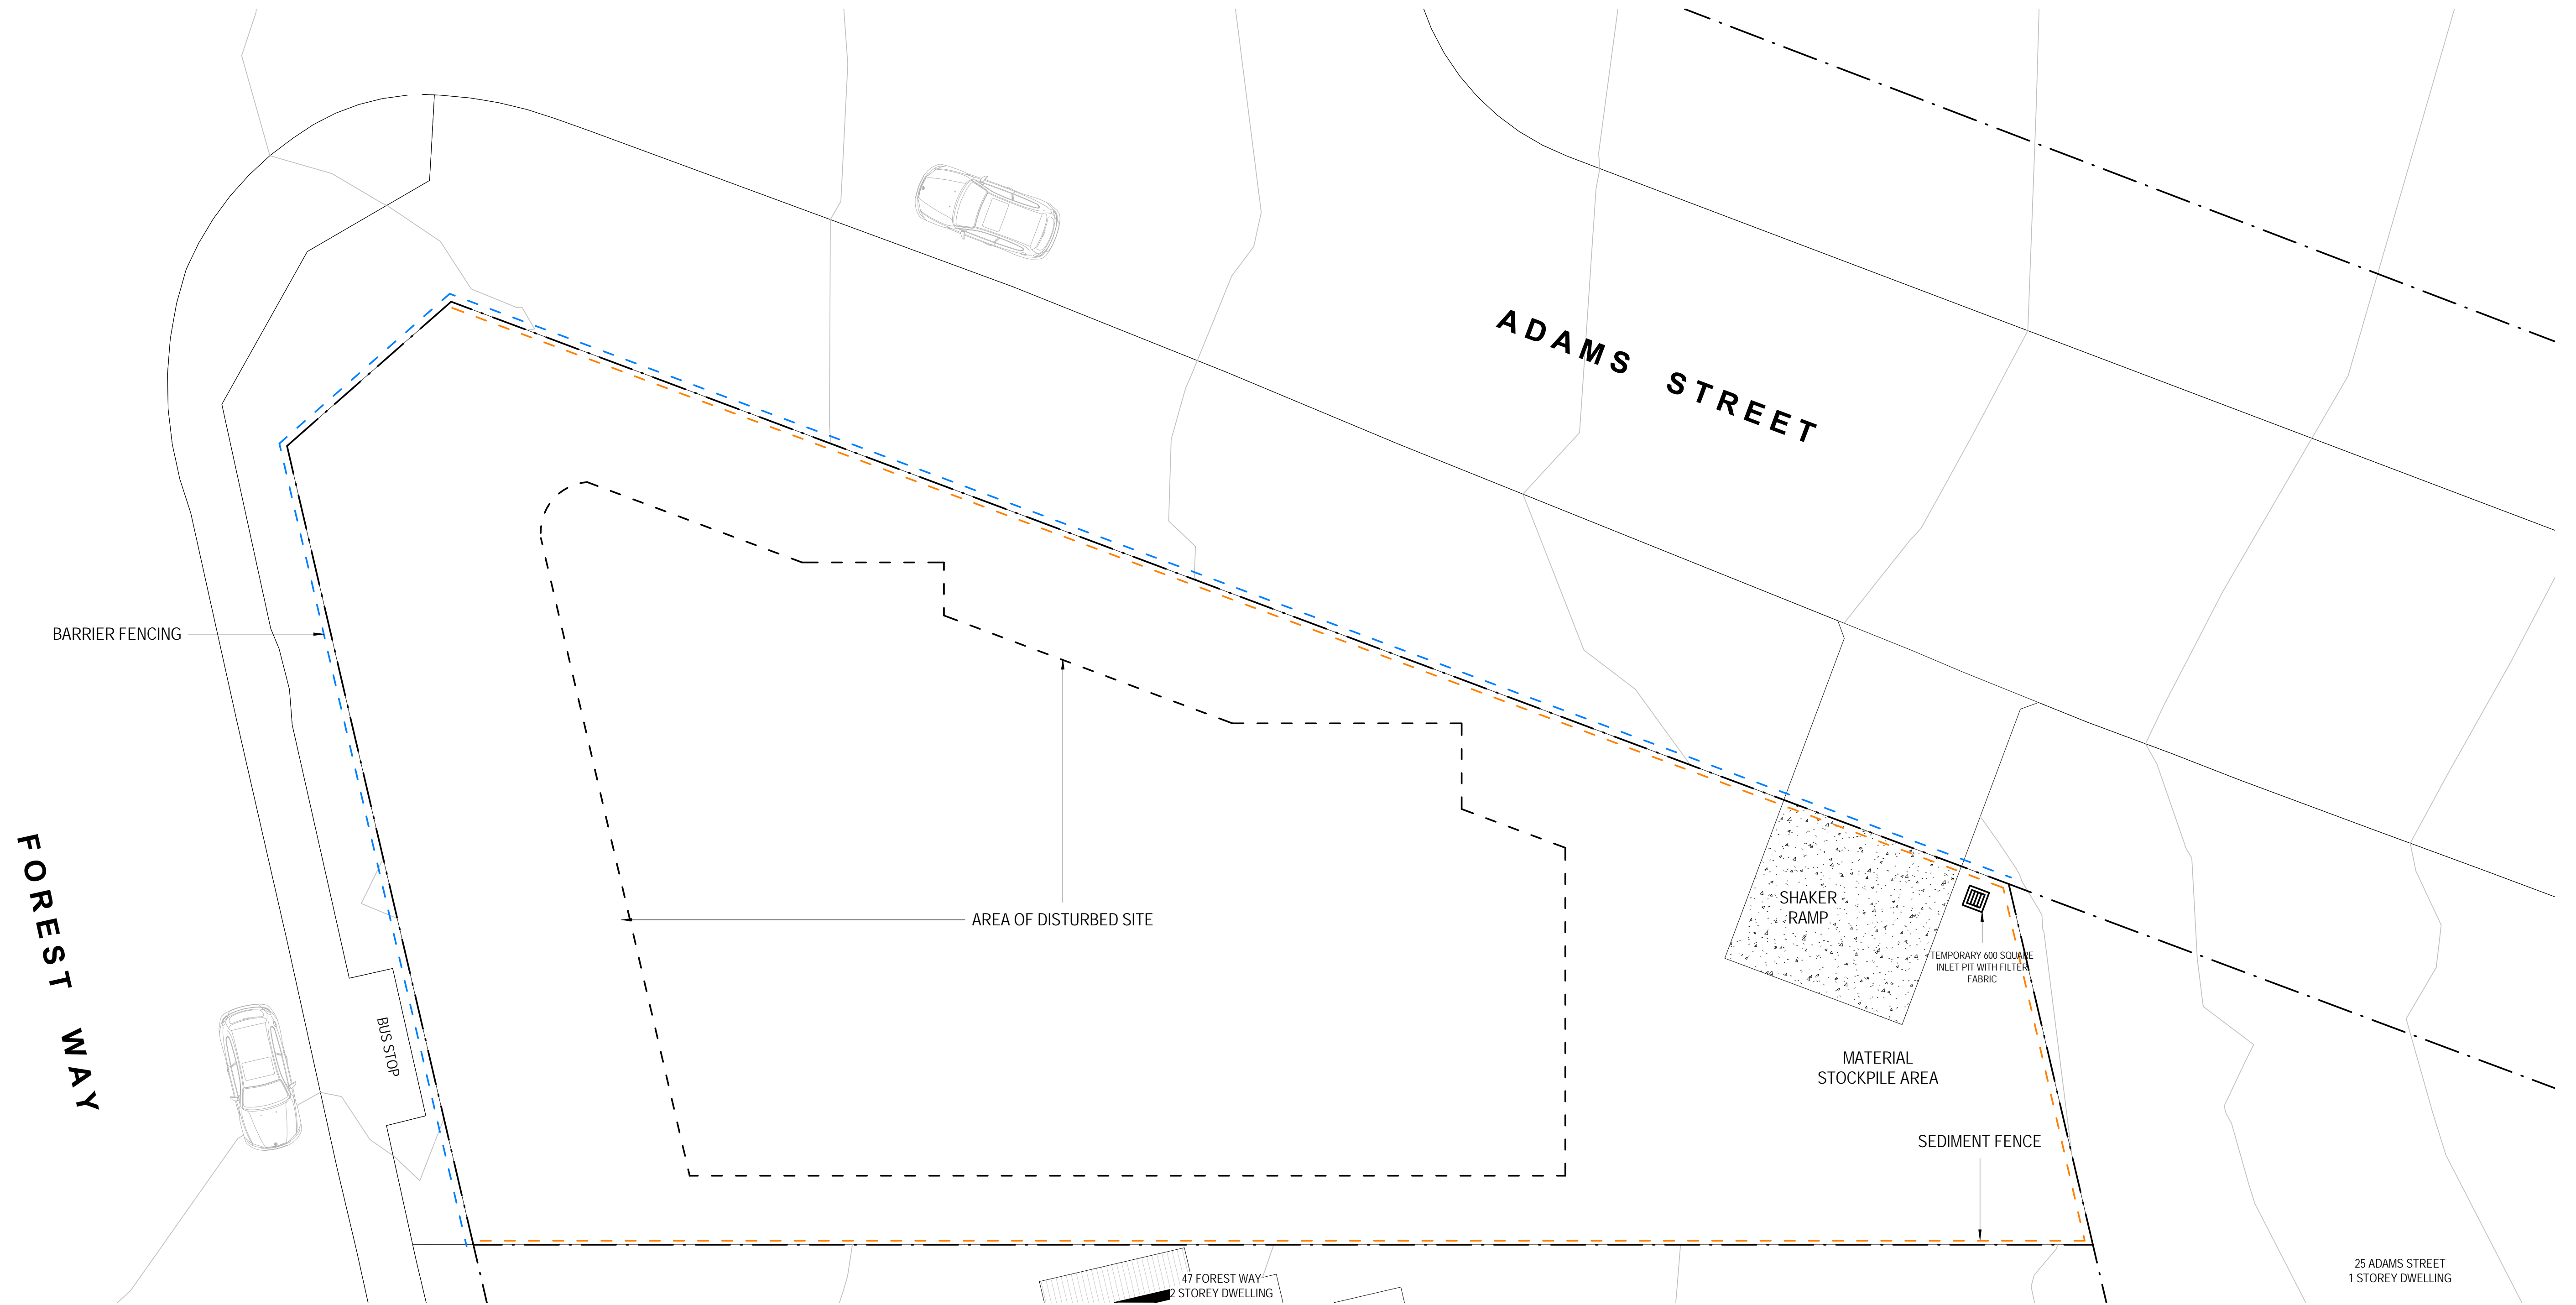 ADAMS STREET
BARRIER FENCING
FOREST WAY
AREA OF DISTURBED SITE
SHAKER
RAMP
TEMPORARY 600 SQUARE
INLET PIT WITH FILTER
FABRIC
BUS STOP
MATERIAL
STOCKPILE AREA
SEDIMENT FENCE
47 FOREST WAY
2 STOREY DWELLING
25 ADAMS STREET
1 STOREY DWELLING